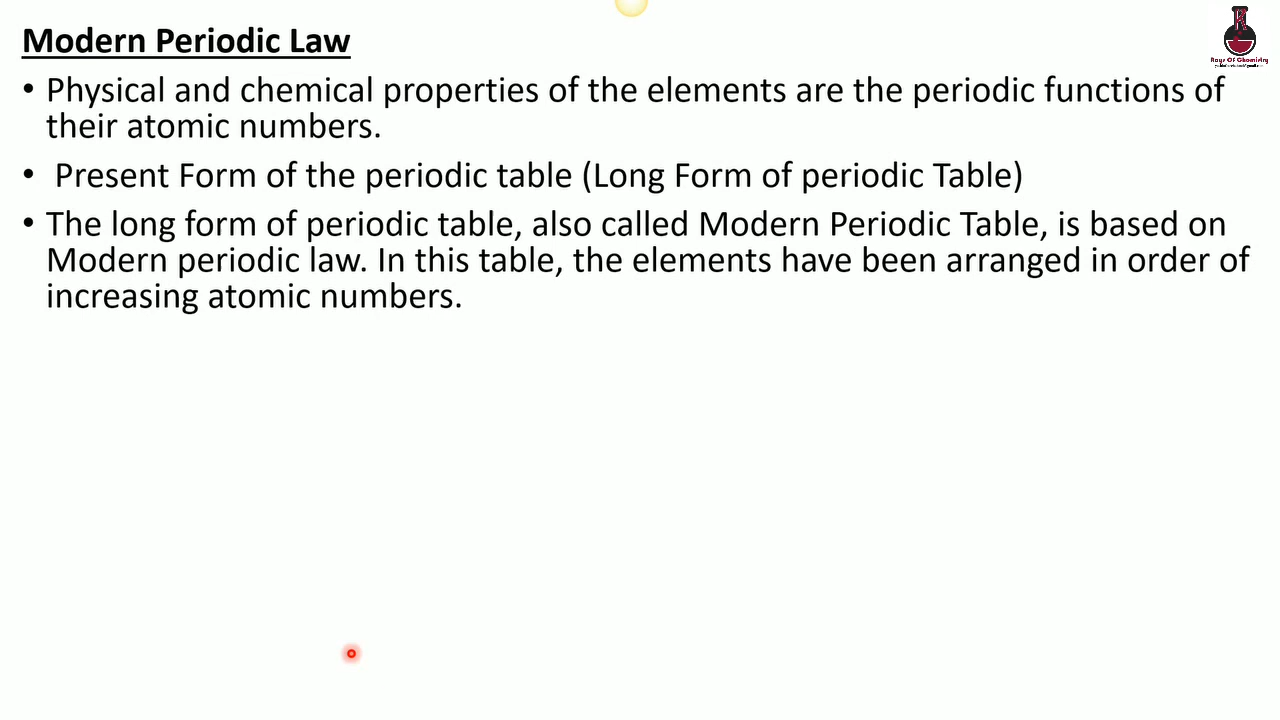 Modern Periodic Law
• Physical and chemical properties of the elements are the periodic functions of
their atomic numbers.
• Present Form of the periodic table (Long Form of periodic Table)
• The long form of periodic table, also called Modern Periodic Table, is based on
Modern periodic law. In this table, the elements have been arranged in order of
increasing atomic numbers.
Rays Of Chemistry